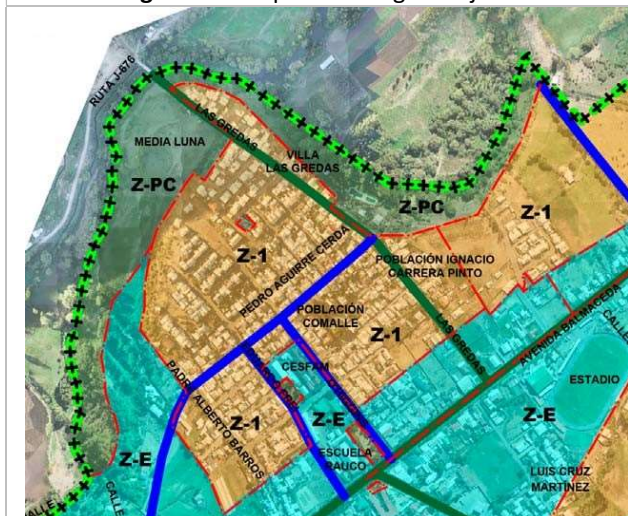 RUTA J-676
LAS GREDAS
MEDIA LUNA
VILLA
LAS GREDAS
Z-PC
Z-PC
Z-1
Z-1
PEDRO AGUIRRE CERDA
POBLACIÓN IGNACIO
CARRERA PINTO
POBLACIÓN
COMALLE
Z-1
LAS GREDAS
AVENIDA BALMACEDA
CALLE
CESFAM
ESTADIO
PADRE ALBERTO BARROS
Z-1
Z-E
Z-E
ESCUELA
RAUCO
Z-E
LUIS CRUZ
MARTÍNEZ
CALLE
CALLE